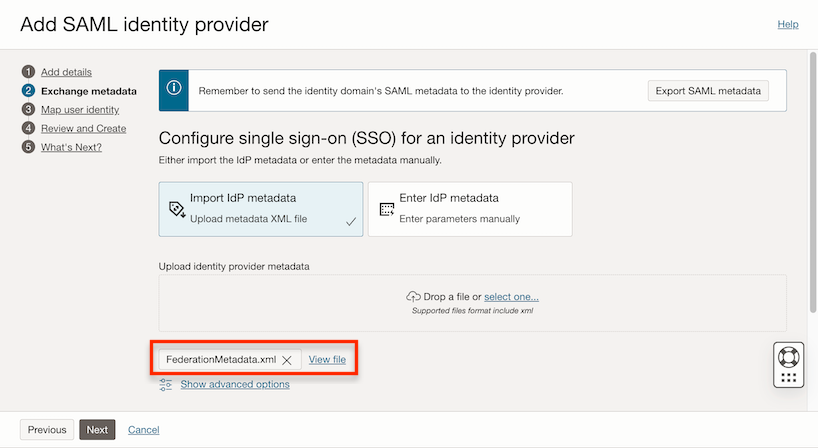 Add SAML identity provider
Help
1 Add details
2 Exchange metadata
3 Map user identity
4 Review and Create
5 What's Next?
Remember to send the identity domain's SAML metadata to the identity provider.
Export SAML metadata
Configure single sign-on (SSO) for an identity provider
Either import the IdP metadata or enter the metadata manually.
Import IdP metadata
Upload metadata XML file
Enter IdP metadata
Enter parameters manually
Upload identity provider metadata
Drop a file or select one...
Supported files format include xml
FederationMetadata.xml
View file
Show advanced options
Previous
Next
Cancel